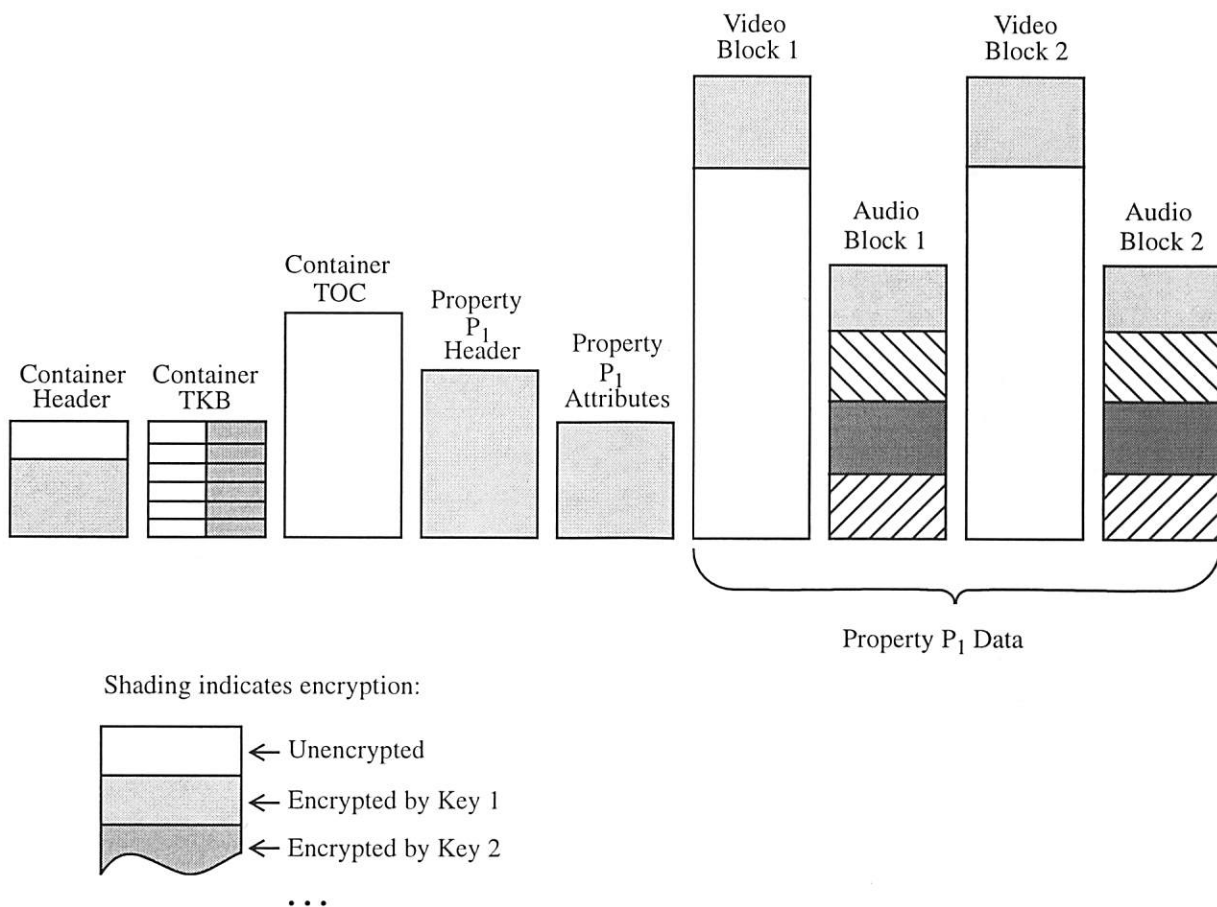 Container
Header
Container
TKB
Container
TOC
Property
P1
Header
Property
P1
Attributes
Video
Block 1
Audio
Block 1
Video
Block 2
Audio
Block 2
Property P1 Data
Shading indicates encryption:
Unencrypted
Encrypted by Key 1
Encrypted by Key 2
...